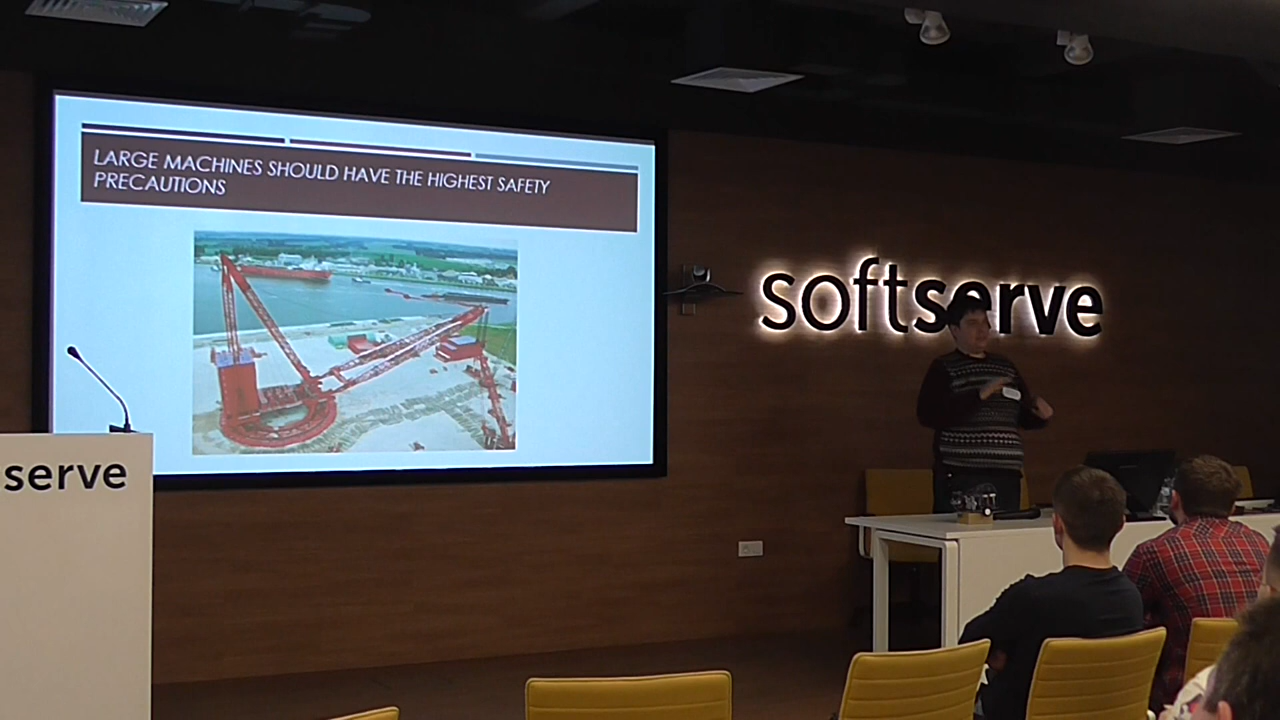 LARGE MACHINES SHOULD HAVE THE HIGHEST SAFETY
PRECAUTIONS
softserve
serve